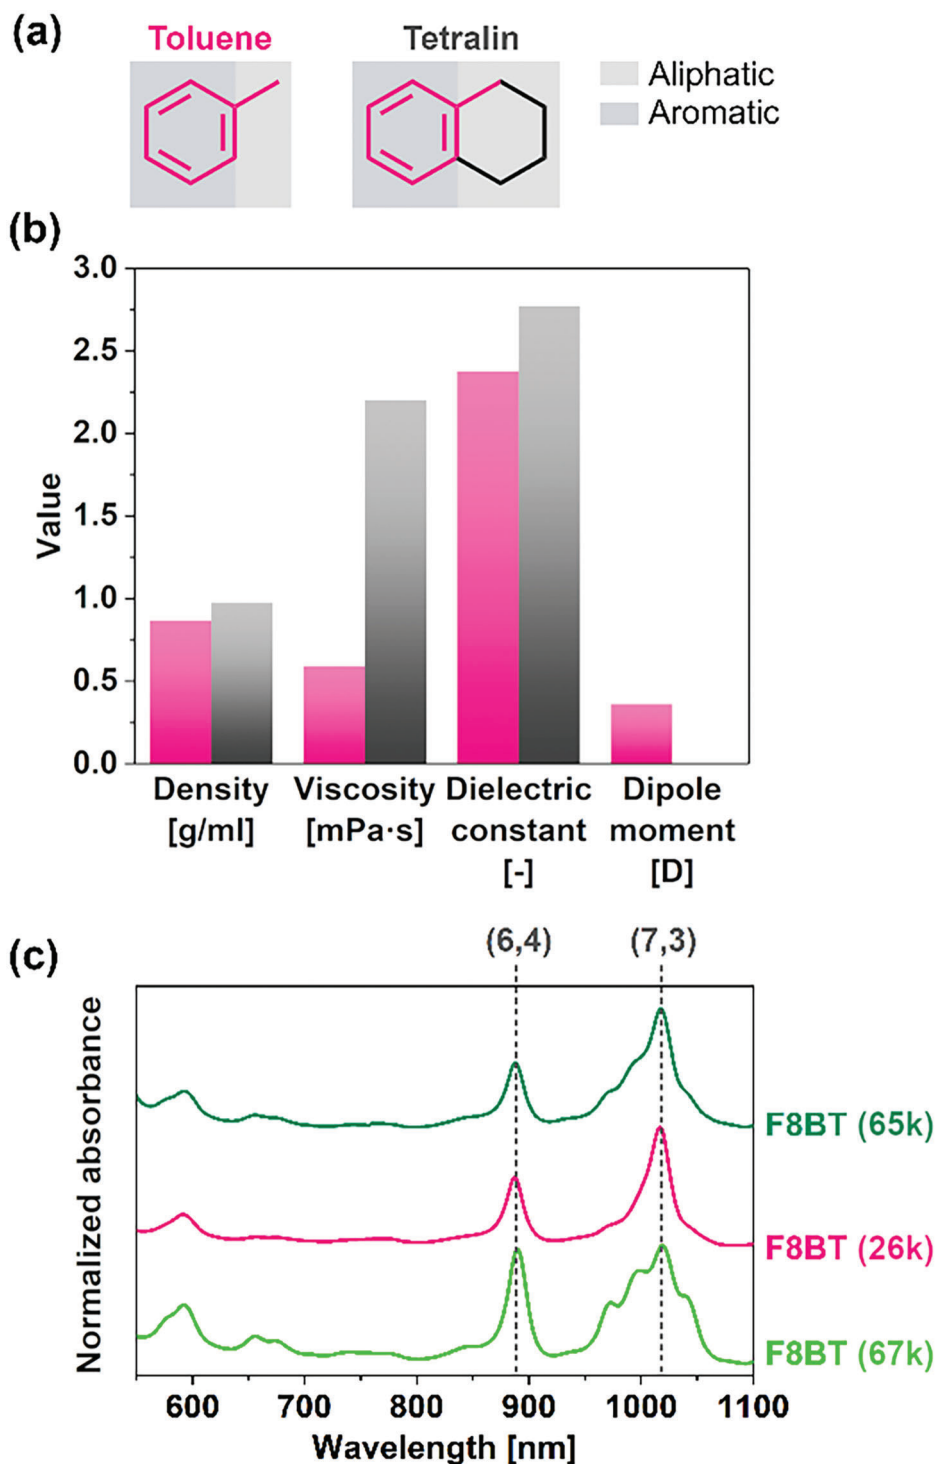 (a)
Toluene
Tetralin
Aliphatic
Aromatic
(b)
3.0
2.5
2.0
1.5
1.0
0.5
0.0
Value
Density
[g/ml]
Viscosity
[mPa·s]
Dielectric
constant
[-]
Dipole
moment
[D]
(c)
(6,4)
(7,3)
Normalized absorbance
F8BT (65k)
F8BT (26k)
F8BT (67k)
600 700 800 900 1000 1100
Wavelength [nm]